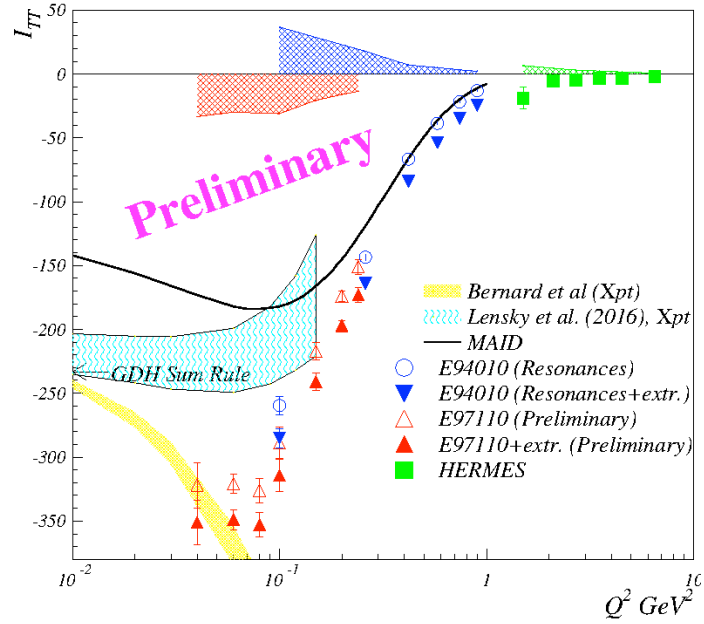 I_TT
50
0
-50
-100
-150
-200
-250
-300
-350
Preliminary
GDH Sum Rule
Bernard et al (Xpt)
Lensky et al. (2016), Xpt
MAID
E94010 (Resonances)
E94010 (Resonances+extr.)
E97110 (Preliminary)
E97110+extr. (Preliminary)
HERMES
10^-2
10^-1
1
10
Q^2 GeV^2